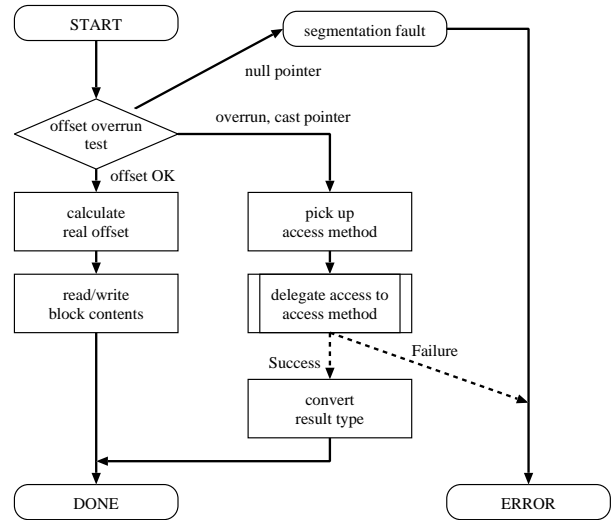 START
segmentation fault
null pointer
offset overrun
test
overrun, cast pointer
offset OK
calculate
real offset
pick up
access method
read/write
block contents
delegate access to
access method
Success
Failure
convert
result type
DONE
ERROR